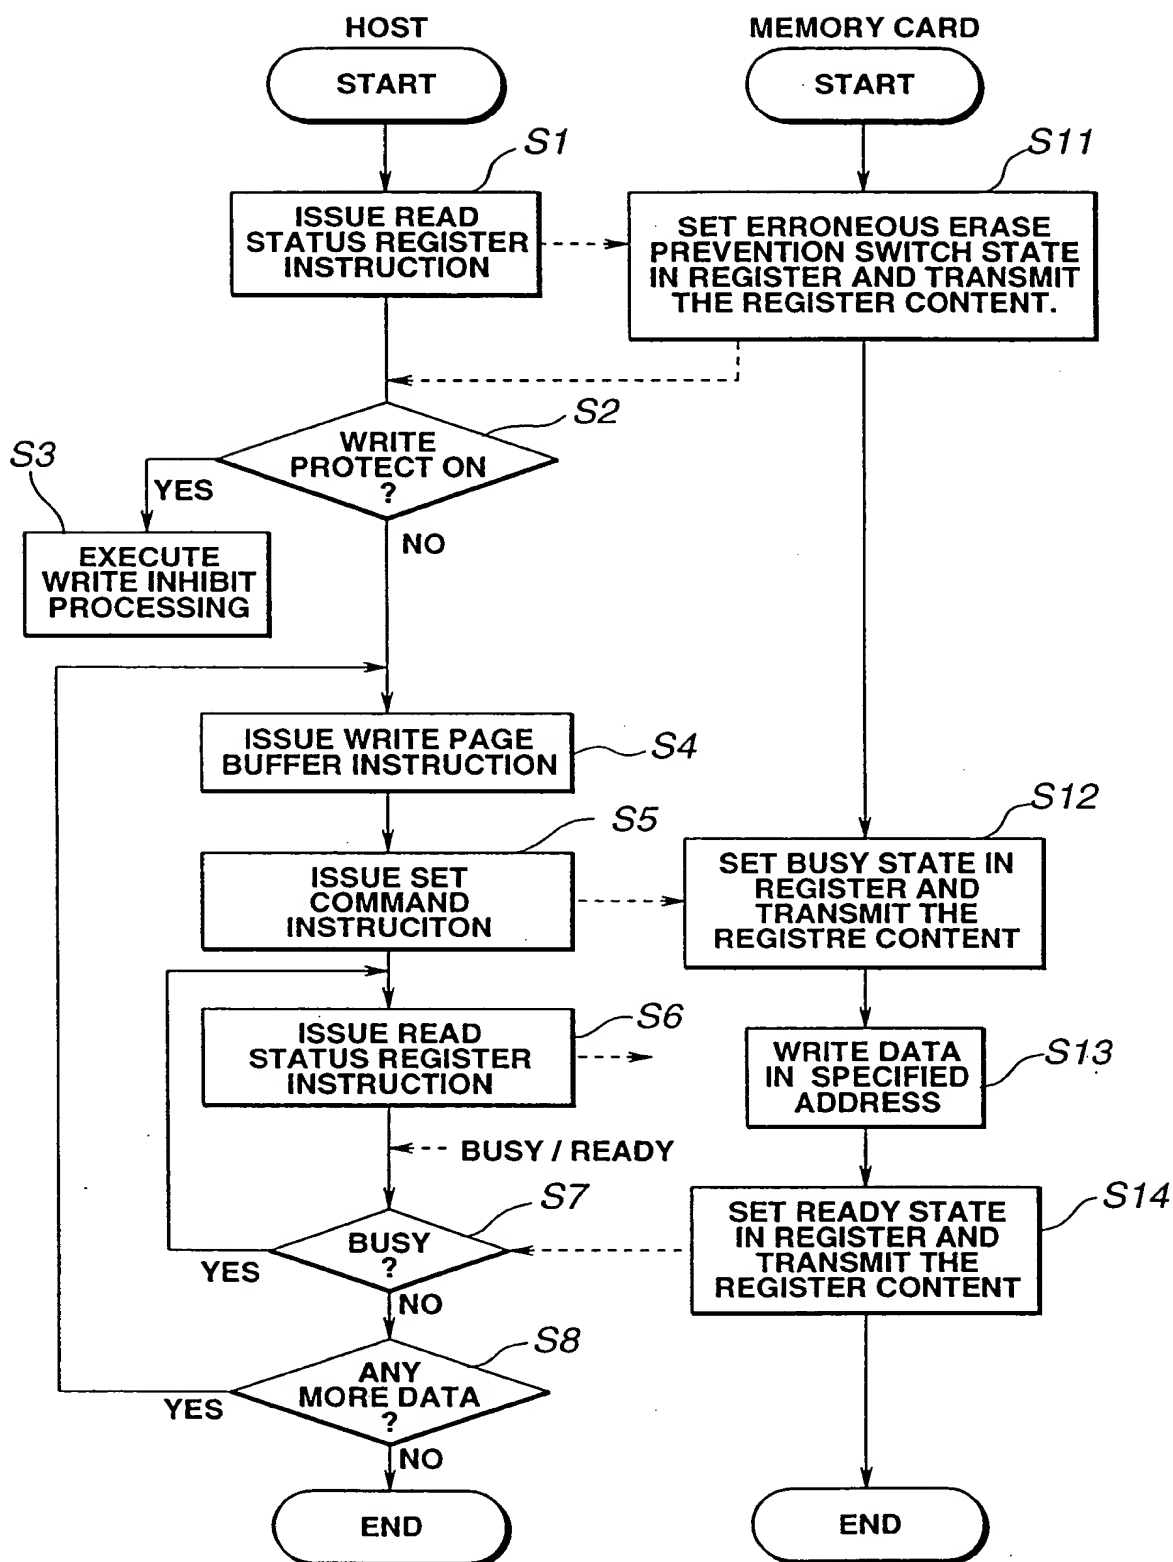 HOST
MEMORY CARD
START
START
S1
S11
ISSUE READ
STATUS REGISTER
INSTRUCTION
SET ERRONEOUS ERASE
PREVENTION SWITCH STATE
IN REGISTER AND TRANSMIT
THE REGISTER CONTENT.
S2
WRITE
PROTECT ON
?
S3
YES
NO
EXECUTE
WRITE INHIBIT
PROCESSING
ISSUE WRITE PAGE
BUFFER INSTRUCTION
S4
S5
S12
ISSUE SET
COMMAND
INSTRUCITON
SET BUSY STATE IN
REGISTER AND
TRANSMIT THE
REGISTRE CONTENT
S6
ISSUE READ
STATUS REGISTER
INSTRUCTION
WRITE DATA
IN SPECIFIED
ADDRESS
S13
BUSY / READY
S7
S14
BUSY
?
YES
NO
SET READY STATE
IN REGISTER AND
TRANSMIT THE
REGISTER CONTENT
S8
ANY
MORE DATA
?
YES
NO
END
END